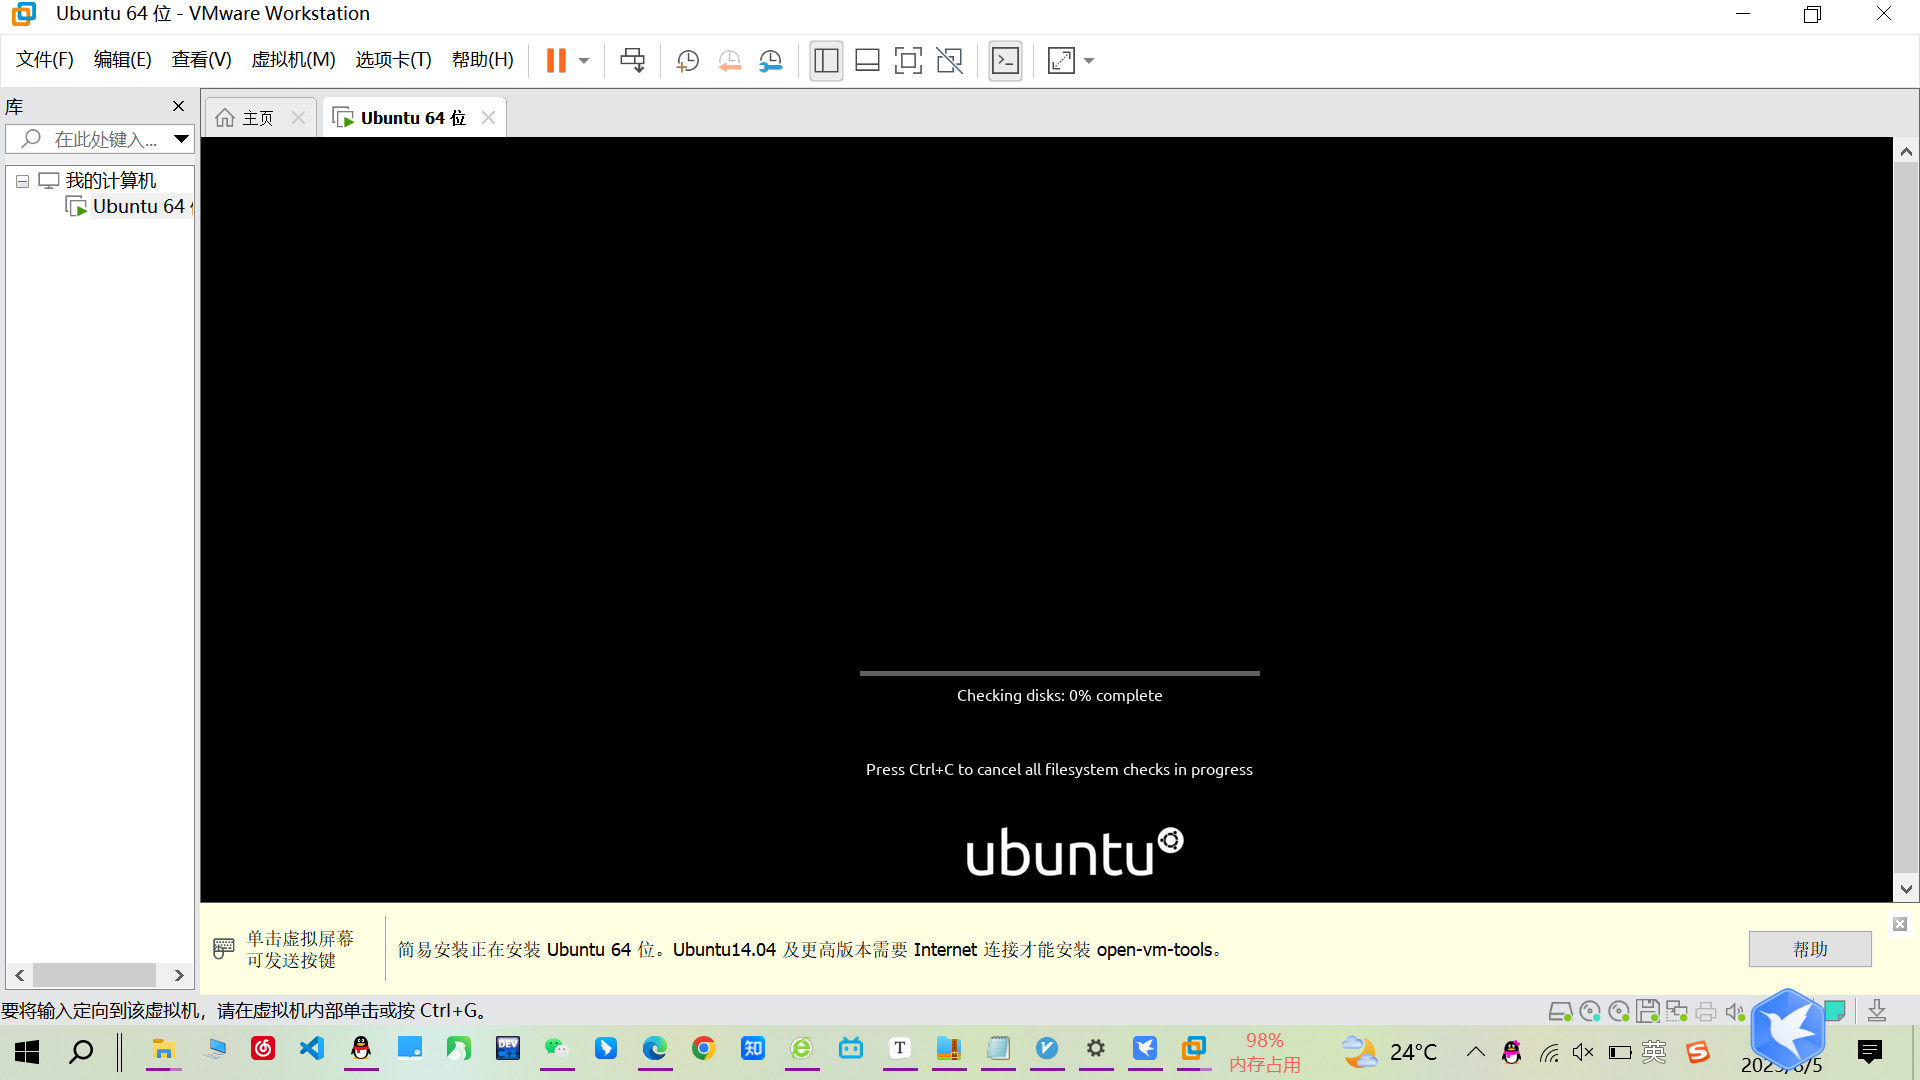 Ubuntu 64 位 - VMware Workstation
文件(F) 编辑(E) 查看(V) 虚拟机(M) 选项卡(T) 帮助(H)
库
主页
Ubuntu 64 位
在此处键入...
我的计算机
Ubuntu 64
Checking disks: 0% complete
Press Ctrl+C to cancel all filesystem checks in progress
ubuntu
单击虚拟屏幕
可发送按键
简易安装正在安装 Ubuntu 64 位。Ubuntu14.04 及更高版本需要 Internet 连接才能安装 open-vm-tools。
帮助
要将输入定向到该虚拟机，请在虚拟机内部单击或按 Ctrl+G。
DEV
知
T
98%
内存占用
24°C
英